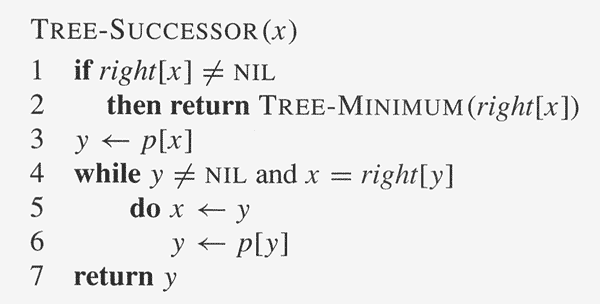 TREE-SUCCESSOR(x)
1 if right[x] ≠ NIL
2 then return TREE-MINIMUM(right[x])
3 y ← p[x]
4 while y ≠ NIL and x = right[y]
5 do x ← y
6 y ← p[y]
7 return y